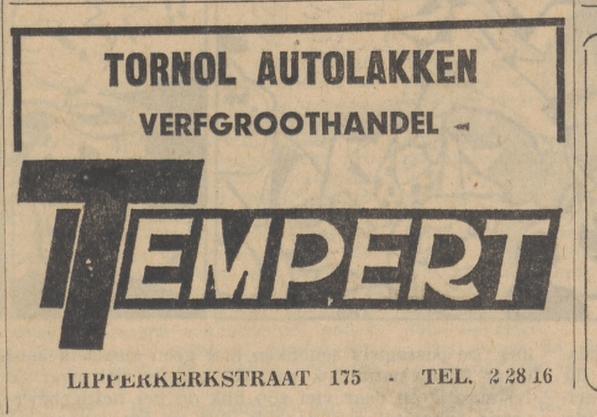 TORNOL AUTOLAKKEN
VERFGROOTHANDEL
TEMPERT
LIPPERKERKSTRAAT 175 - TEL. 2 28 16